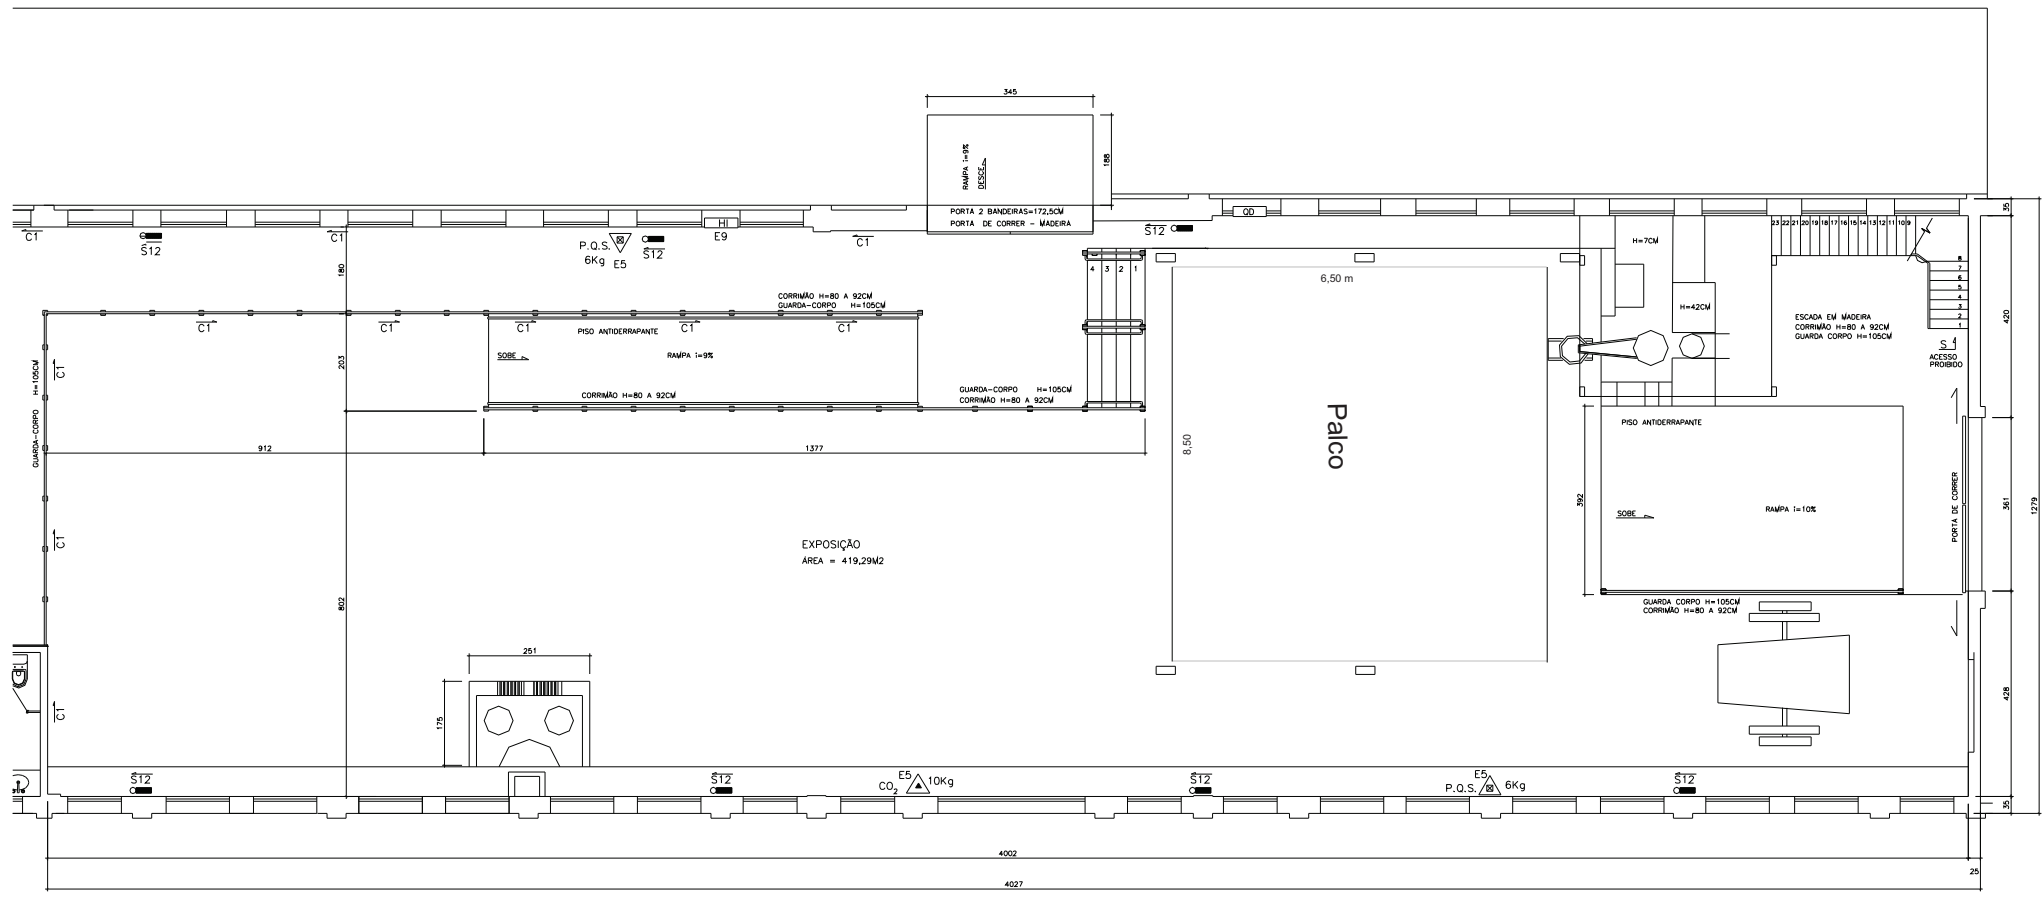 345
RAMPA i=9%
DESCE
188
PORTA 2 BANDEIRAS=172,5CM
PORTA DE CORRER - MADEIRA
35
C1
S12
C1
P.Q.S.
6Kg E5
S12
HI
E9
C1
S12
QD
180
CORRIMÃO H=80 A 92CM
GUARDA-CORPO H=105CM
4 3 2 1
6,50 m
H=7CM
H=42CM
23 22 21 20 19 18 17 16 15 14 13 12 11 10 9
8
7
6
5
4
3
2
1
ESCADA EM MADEIRA
CORRIMÃO H=80 A 92CM
GUARDA CORPO H=105CM
S
ACESSO
PROIBIDO
420
C1
C1
C1
C1
C1
PISO ANTIDERRAPANTE
SOBE
RAMPA i=9%
CORRIMÃO H=80 A 92CM
GUARDA-CORPO H=105CM
CORRIMÃO H=80 A 92CM
203
GUARDA-CORPO H=105CM
C1
912
1377
8,50
Palco
PISO ANTIDERRAPANTE
392
SOBE
RAMPA i=10%
PORTA DE CORRER
361
1279
C1
EXPOSIÇÃO
ÁREA = 419,29M2
802
GUARDA CORPO H=105CM
CORRIMÃO H=80 A 92CM
251
175
C1
428
S12
S12
E5
CO2
10Kg
S12
E5
P.Q.S.
6Kg
S12
35
4002
25
4027